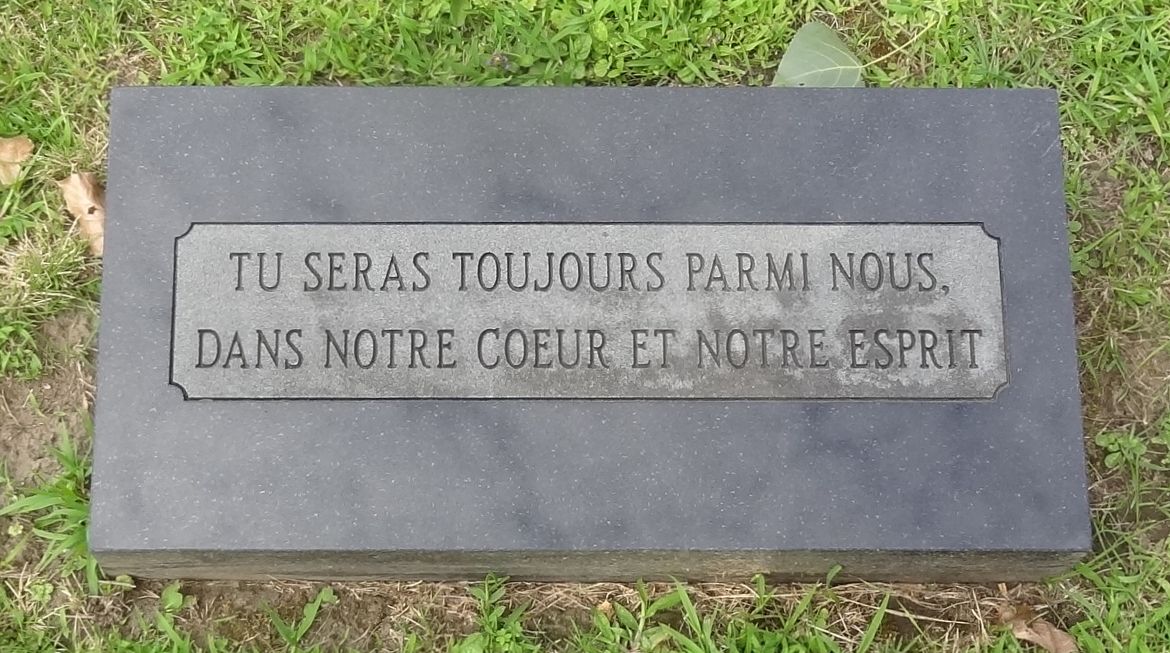 TU SERAS TOUJOURS PARMI NOUS,
DANS NOTRE COEUR ET NOTRE ESPRIT